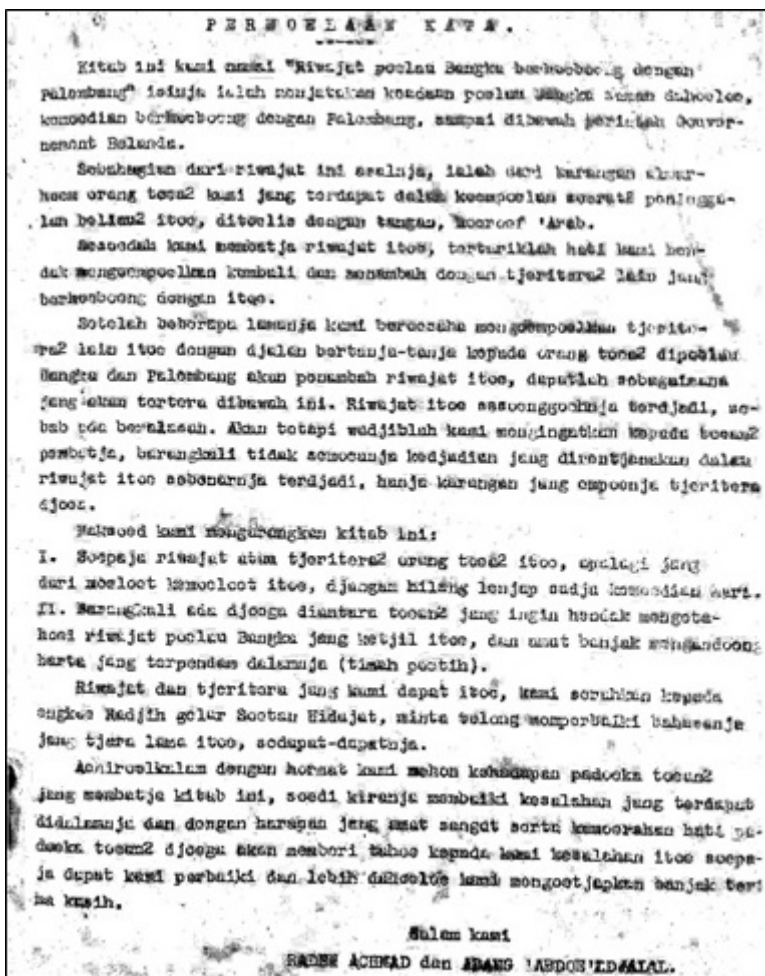 PERMOELAAN KATA.
Kitab ini kami namai "Riwajat poelau Bangka berhoeboeng dengan
Palembang" isinja ialah menjatakan keadaan poelau Bangka zaman dahoeloe,
kemoedian berhoeboeng dengan Palembang, sampai dibawah perintah Gouver-
nement Belanda.
Sebahagian dari riwajat ini asalnja, ialah dari karangan almar-
hoem orang toea2 kami jang terdapat dalam koempoelan soerat2 peningga-
lan beliau2 itoe, ditoelis dengan tangan, hoeroef 'Arab.
Sesoedah kami membatja riwajat itoe, tertariklah hati kami hen-
dak mengoempoelkan kembali dan menambah dengan tjeritera2 lain jang
berhoeboeng dengan itoe.
Setelah beberapa lamanja kami beroesaha mengoempoelkan tjerite-
ra2 lain itoe dengan djalan bertanja-tanja kepada orang toea2 dipoelau
Bangka dan Palembang akan penambah riwajat itoe, dapatlah sebagaimana
jang akan tertera dibawah ini. Riwajat itoe sesoenggoehnja terdjadi, se-
bab ada beralasan. Akan tetapi wadjiblah kami mengingatkan kepada toean2
pembatja, barangkali tidak semoeanja kedjadian jang direntjanakan dalam
riwajat itoe sebenarnja terdjadi, hanja karangan jang empoenja tjeritera
djoea.
Maksoed kami mengarangkan kitab ini:
I. Soepaja riwajat atau tjeritera2 orang toea2 itoe, apalagi jang
dari moeloet kemoeloet itoe, djangan hilang lenjap sadja kemoedian hari.
II. Barangkali ada djoega diantara toean2 jang ingin hendak mengeta-
hoei riwajat poelau Bangka jang ketjil itoe, dan amat banjak mengandoeng
harta jang terpendam dalamnja (timah poetih).
Riwajat dan tjeritera jang kami dapat itoe, kami serahkan kepada
engkoe Radjih gelar Soetan Hidajat, minta tolong memperbaiki bahasanja
jang tjara lama itoe, sedapat-dapatnja.
Achiroelkalam dengan hormat kami mohon kehadapan padoeka toean2
jang membatja kitab ini, soedi kiranja membaiki kesalahan jang terdapat
didalamnja dan dengan harapan jang amat sangat serta kemoerahan hati pa-
doeka toean2 djoega akan memberi tahoe kepada kami kesalahan itoe soepa-
ja dapat kami perbaiki dan lebih dahoeloe kami mengoetjapkan banjak teri
ma kasih.
Salam kami
RADEN ACHMAD dan ABANG 'ABDOE'LDJALAL.